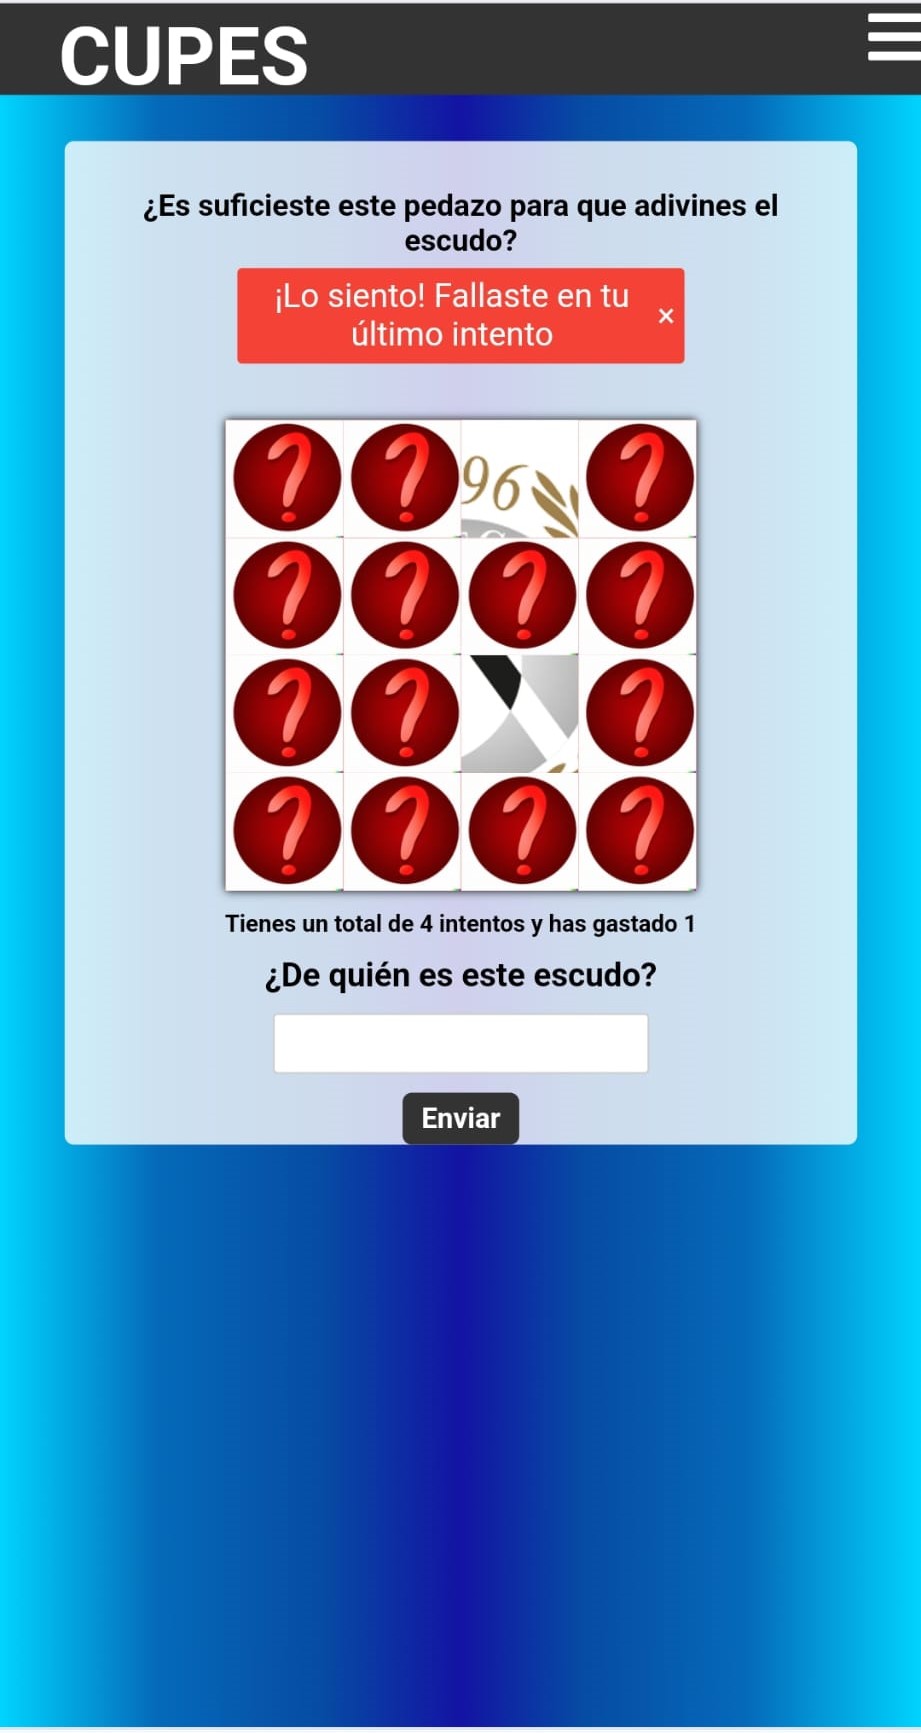 CUPES
¿Es suficieste este pedazo para que adivines el
escudo?
¡Lo siento! Fallaste en tu
último intento
×
? ? 96 ?
? ? ? ?
? ? ?
? ? ? ?
Tienes un total de 4 intentos y has gastado 1
¿De quién es este escudo?
Enviar